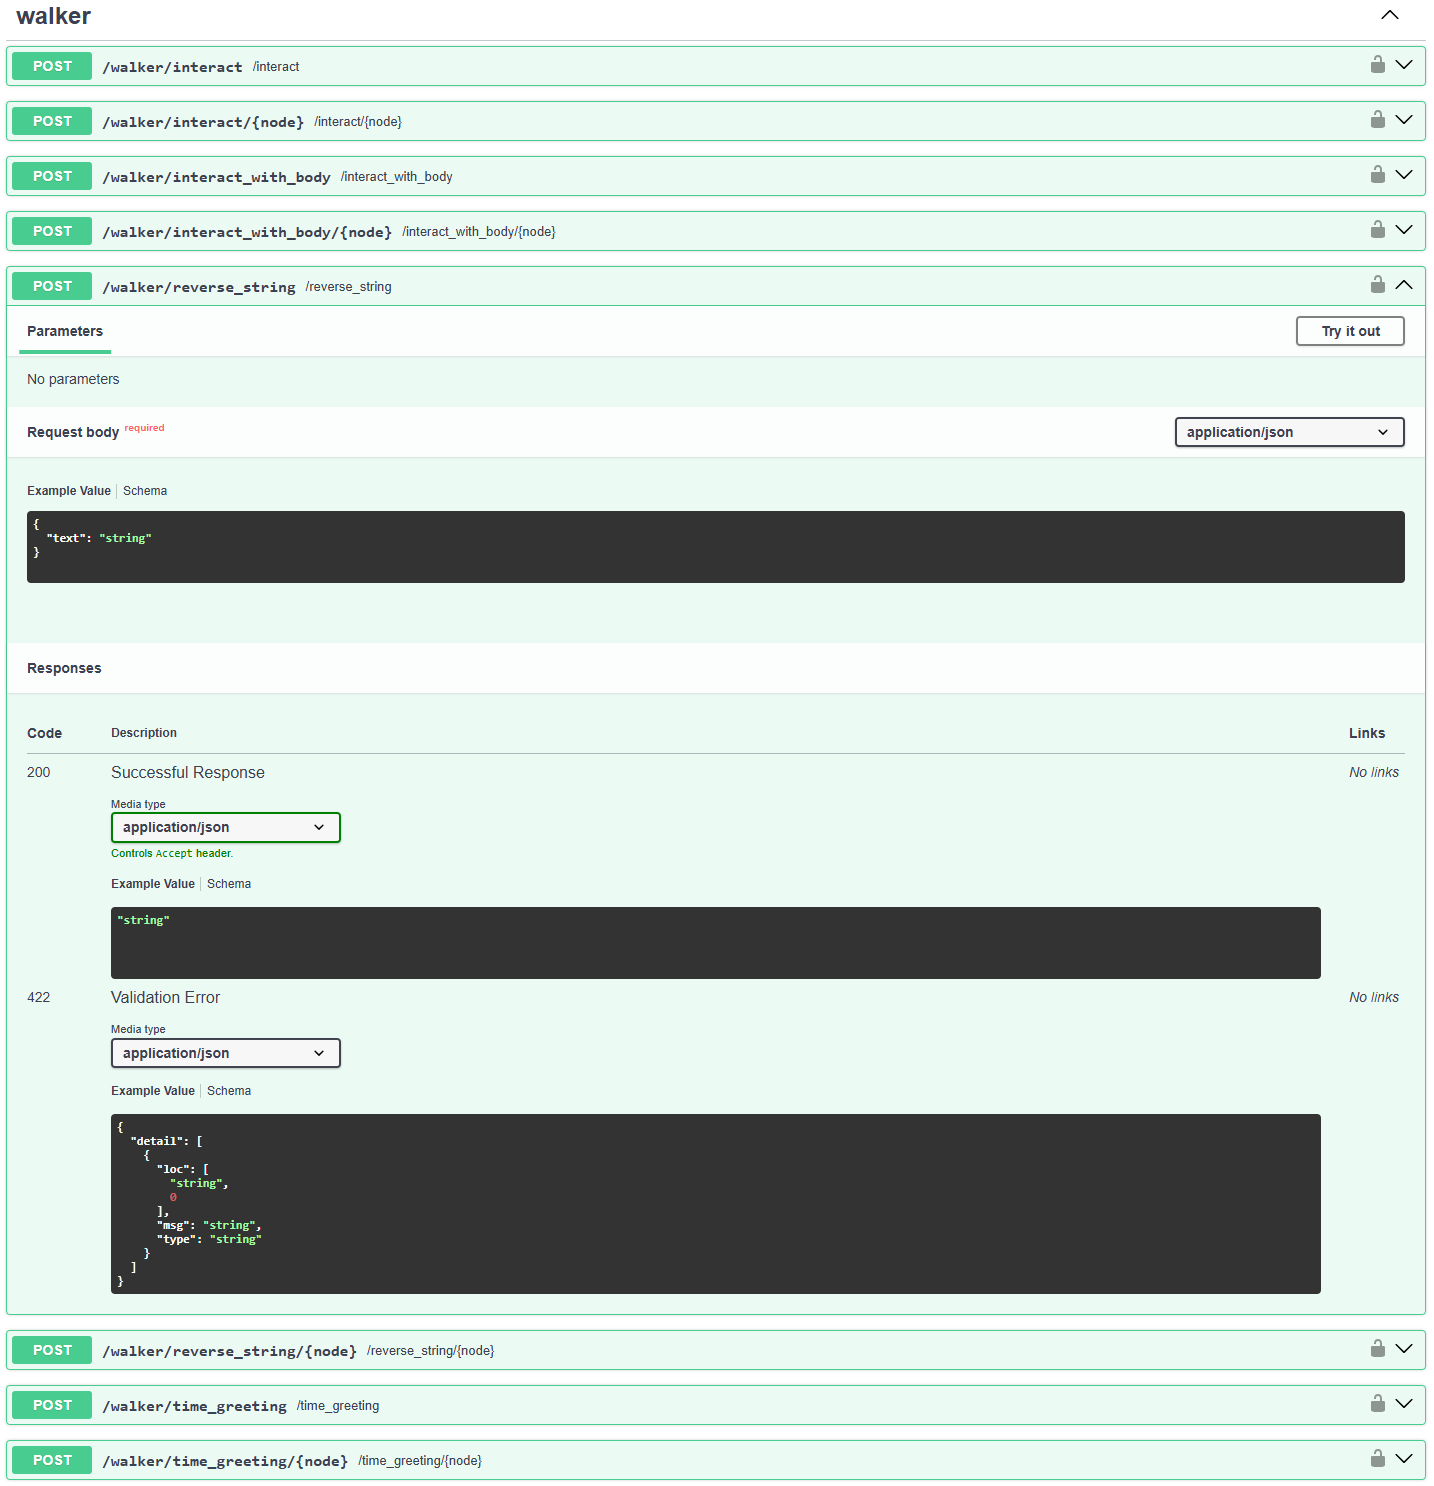 walker
POST /walker/interact /interact
POST /walker/interact/{node} /interact/{node}
POST /walker/interact_with_body /interact_with_body
POST /walker/interact_with_body/{node} /interact_with_body/{node}
POST /walker/reverse_string /reverse_string
Parameters Try it out
No parameters
Request body required application/json
Example Value Schema
{
  "text": "string"
}
Responses
Code Description Links
200 Successful Response No links
Media type
application/json
Controls Accept header.
Example Value Schema
"string"
422 Validation Error No links
Media type
application/json
Example Value Schema
{
  "detail": [
    {
      "loc": [
        "string",
        0
      ],
      "msg": "string",
      "type": "string"
    }
  ]
}
POST /walker/reverse_string/{node} /reverse_string/{node}
POST /walker/time_greeting /time_greeting
POST /walker/time_greeting/{node} /time_greeting/{node}